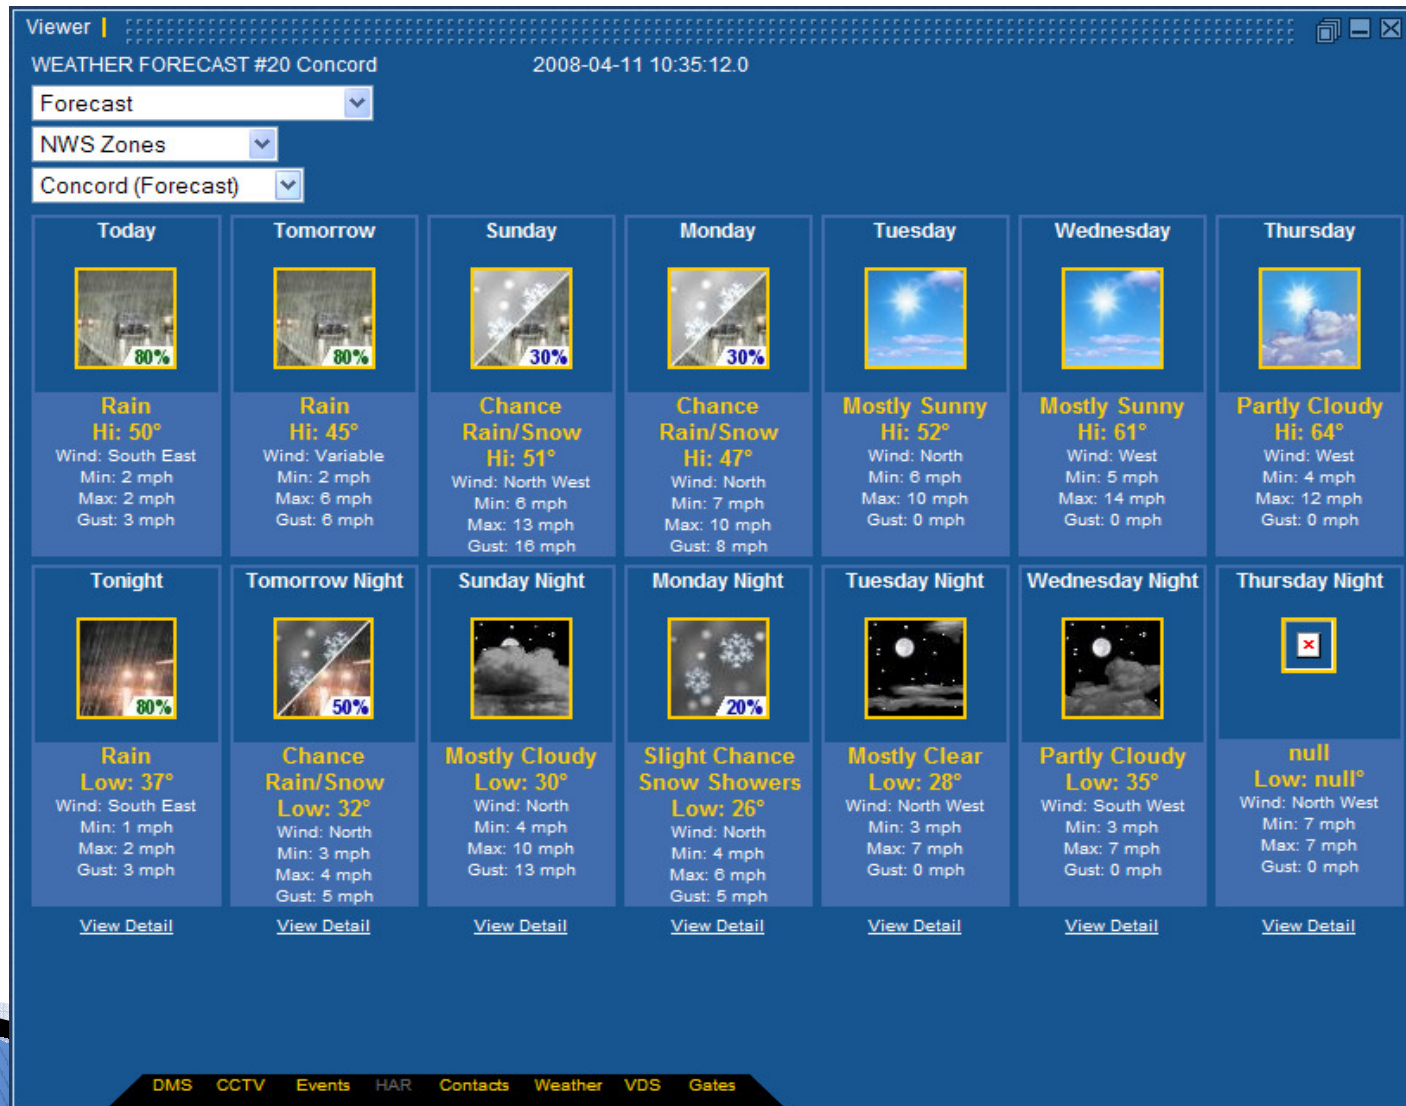 Viewer
WEATHER FORECAST #20 Concord 2008-04-11 10:35:12.0
Forecast
NWS Zones
Concord (Forecast)
Today
80%
Rain
Hi: 50°
Wind: South East
Min: 2 mph
Max: 2 mph
Gust: 3 mph
Tomorrow
80%
Rain
Hi: 45°
Wind: Variable
Min: 2 mph
Max: 6 mph
Gust: 6 mph
Sunday
30%
Chance
Rain/Snow
Hi: 51°
Wind: North West
Min: 6 mph
Max: 13 mph
Gust: 16 mph
Monday
30%
Chance
Rain/Snow
Hi: 47°
Wind: North
Min: 7 mph
Max: 10 mph
Gust: 8 mph
Tuesday
Mostly Sunny
Hi: 52°
Wind: North
Min: 6 mph
Max: 10 mph
Gust: 0 mph
Wednesday
Mostly Sunny
Hi: 61°
Wind: West
Min: 5 mph
Max: 14 mph
Gust: 0 mph
Thursday
Partly Cloudy
Hi: 64°
Wind: West
Min: 4 mph
Max: 12 mph
Gust: 0 mph
Tonight
80%
Rain
Low: 37°
Wind: South East
Min: 1 mph
Max: 2 mph
Gust: 3 mph
View Detail
Tomorrow Night
50%
Chance
Rain/Snow
Low: 32°
Wind: North
Min: 3 mph
Max: 4 mph
Gust: 5 mph
View Detail
Sunday Night
Mostly Cloudy
Low: 30°
Wind: North
Min: 4 mph
Max: 10 mph
Gust: 13 mph
View Detail
Monday Night
20%
Slight Chance
Snow Showers
Low: 26°
Wind: North
Min: 4 mph
Max: 6 mph
Gust: 5 mph
View Detail
Tuesday Night
Mostly Clear
Low: 28°
Wind: North West
Min: 3 mph
Max: 7 mph
Gust: 0 mph
View Detail
Wednesday Night
Partly Cloudy
Low: 35°
Wind: South West
Min: 3 mph
Max: 7 mph
Gust: 0 mph
View Detail
Thursday Night
null
Low: null°
Wind: North West
Min: 7 mph
Max: 7 mph
Gust: 0 mph
View Detail
DMS CCTV Events HAR Contacts Weather VDS Gates